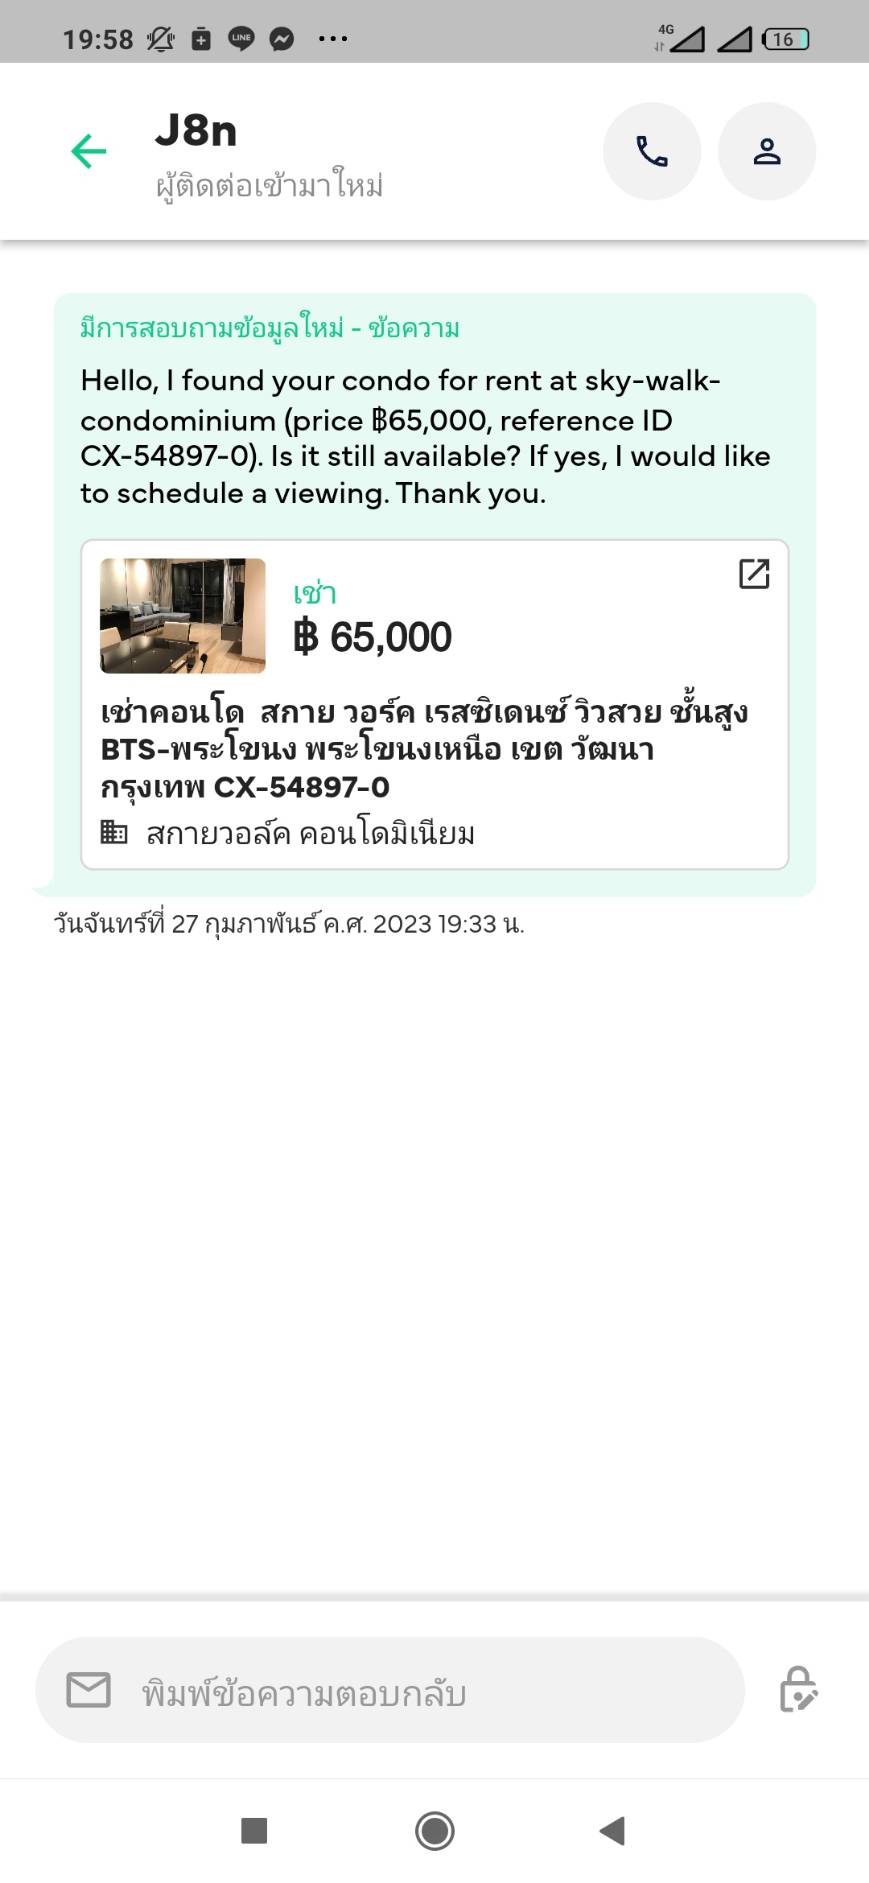 19:58 LINE ... 4G 16
J8n
ผู้ติดต่อเข้ามาใหม่
มีการสอบถามข้อมูลใหม่ - ข้อความ
Hello, I found your condo for rent at sky-walk-
condominium (price ฿65,000, reference ID
CX-54897-0). Is it still available? If yes, I would like
to schedule a viewing. Thank you.
เช่า
฿ 65,000
เช่าคอนโด  สกาย วอร์ค เรสซิเดนซ์ วิวสวย ชั้นสูง
BTS-พระโขนง พระโขนงเหนือ เขต วัฒนา
กรุงเทพ CX-54897-0
สกายวอล์ค คอนโดมิเนียม
วันจันทร์ที่ 27 กุมภาพันธ์ ค.ศ. 2023 19:33 น.
พิมพ์ข้อความตอบกลับ